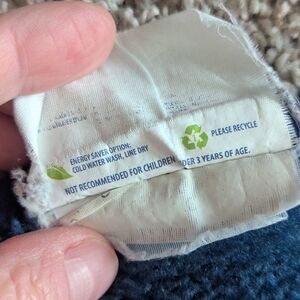 ENERGY SAVER OPTION:
COLD WATER WASH, LINE DRY
PLEASE RECYCLE
NOT RECOMMENDED FOR CHILDREN DER 3 YEARS OF AGE.